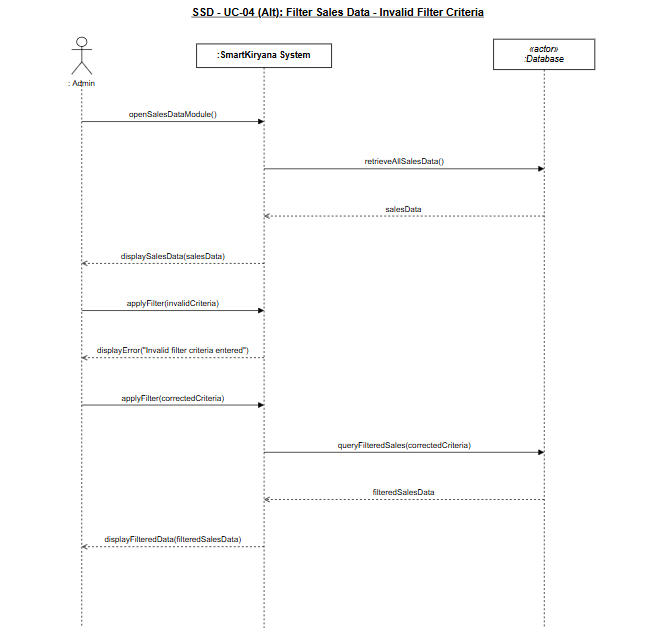 SSD - UC-04 (Alt): Filter Sales Data - Invalid Filter Criteria
: Admin
:SmartKiryana System
«actor»
:Database
openSalesDataModule()
retrieveAllSalesData()
salesData
displaySalesData(salesData)
applyFilter(invalidCriteria)
displayError("Invalid filter criteria entered")
applyFilter(correctedCriteria)
queryFilteredSales(correctedCriteria)
filteredSalesData
displayFilteredData(filteredSalesData)